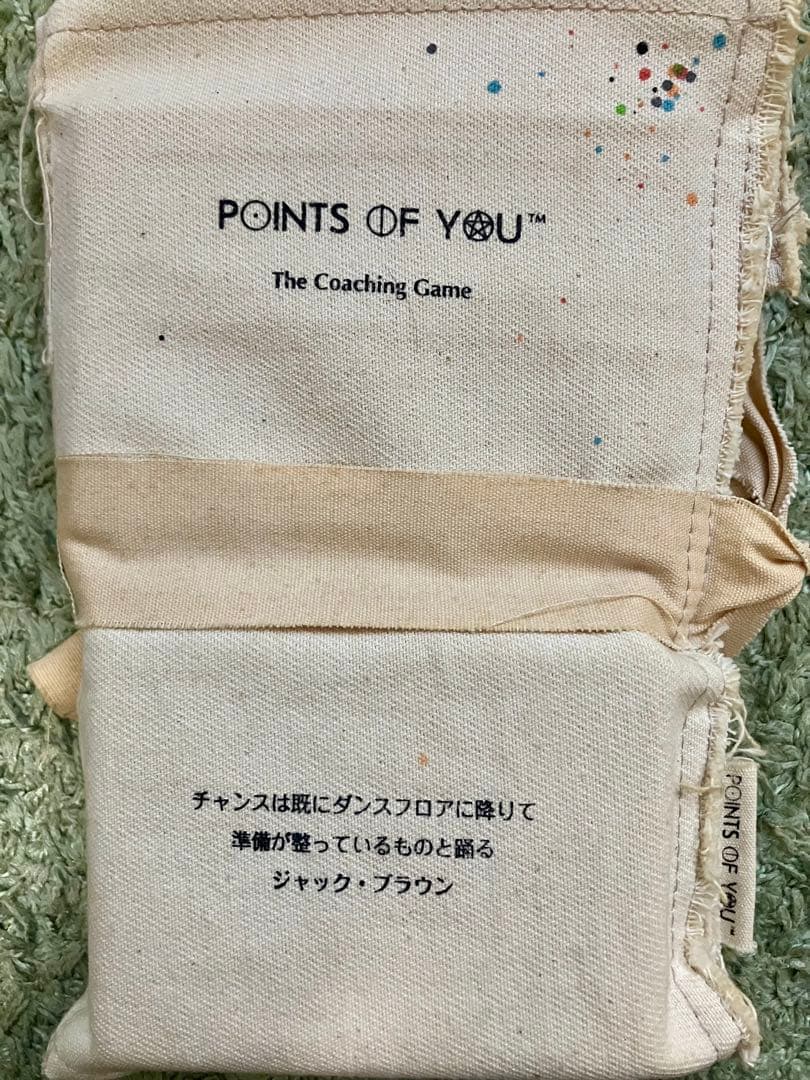 POINTS OF YOU™
The Coaching Game
チャンスは既にダンスフロアに降りて
準備が整っているものと踊る
ジャック・ブラウン
POINTS OF YOU™